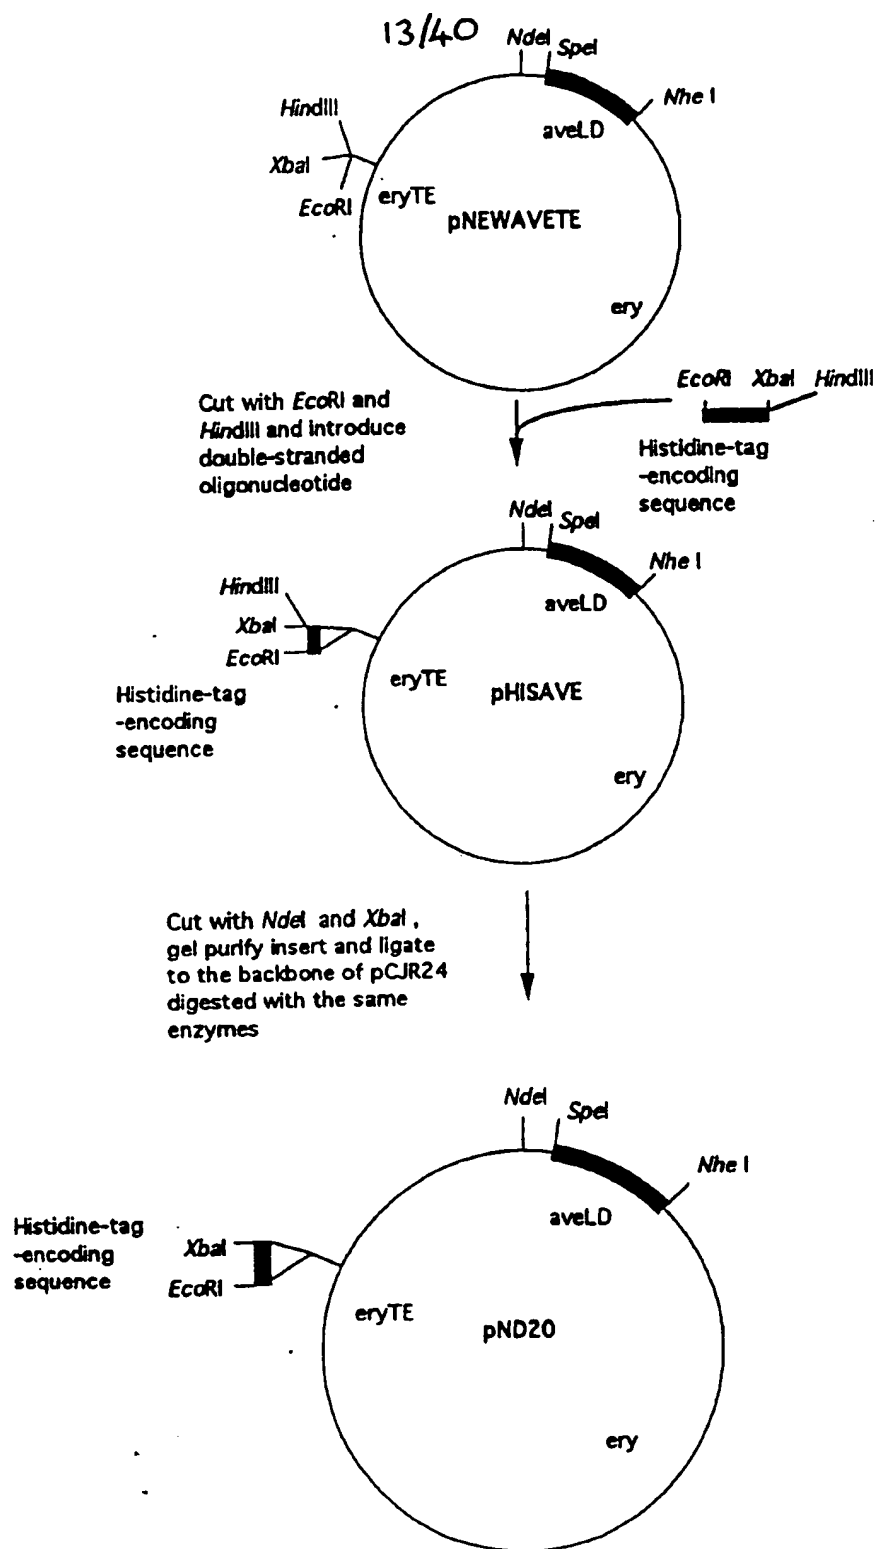 13/40
NdeI
SpeI
Nhe I
HindIII
XbaI
EcoRI
aveLD
eryTE
pNEWAVETE
ery
Cut with EcoRI and
HindIII and introduce
double-stranded
oligonucleotide
EcoRI XbaI HindIII
Histidine-tag
-encoding
sequence
NdeI
SpeI
Nhe I
HindIII
XbaI
EcoRI
aveLD
Histidine-tag
-encoding
sequence
eryTE
pHISAVE
ery
Cut with NdeI and XbaI,
gel purify insert and ligate
to the backbone of pCJR24
digested with the same
enzymes
NdeI
SpeI
Nhe I
aveLD
Histidine-tag
-encoding
sequence
XbaI
EcoRI
eryTE
pND20
ery